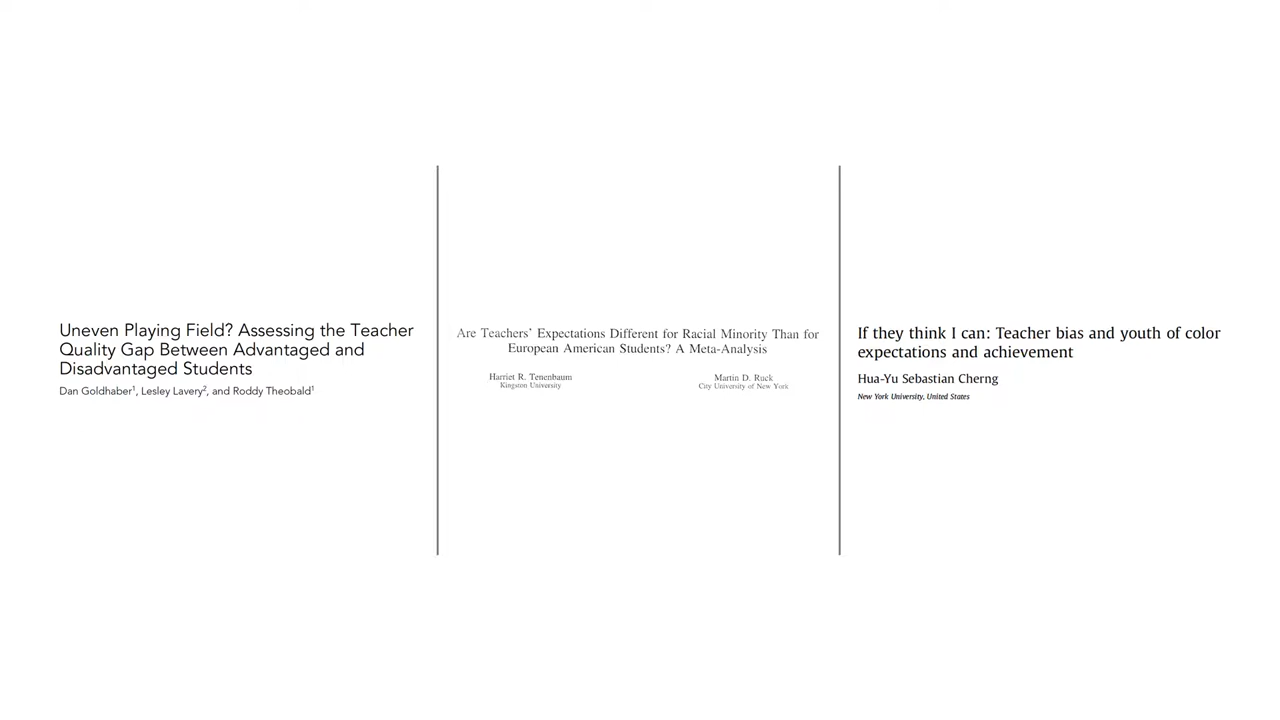 Uneven Playing Field? Assessing the Teacher
Quality Gap Between Advantaged and
Disadvantaged Students
Dan Goldhaber¹, Lesley Lavery², and Roddy Theobald¹
Are Teachers' Expectations Different for Racial Minority Than for
European American Students? A Meta-Analysis
Harriet R. Tenenbaum
Kingston University
Martin D. Ruck
City University of New York
If they think I can: Teacher bias and youth of color
expectations and achievement
Hua-Yu Sebastian Cherng
New York University, United States